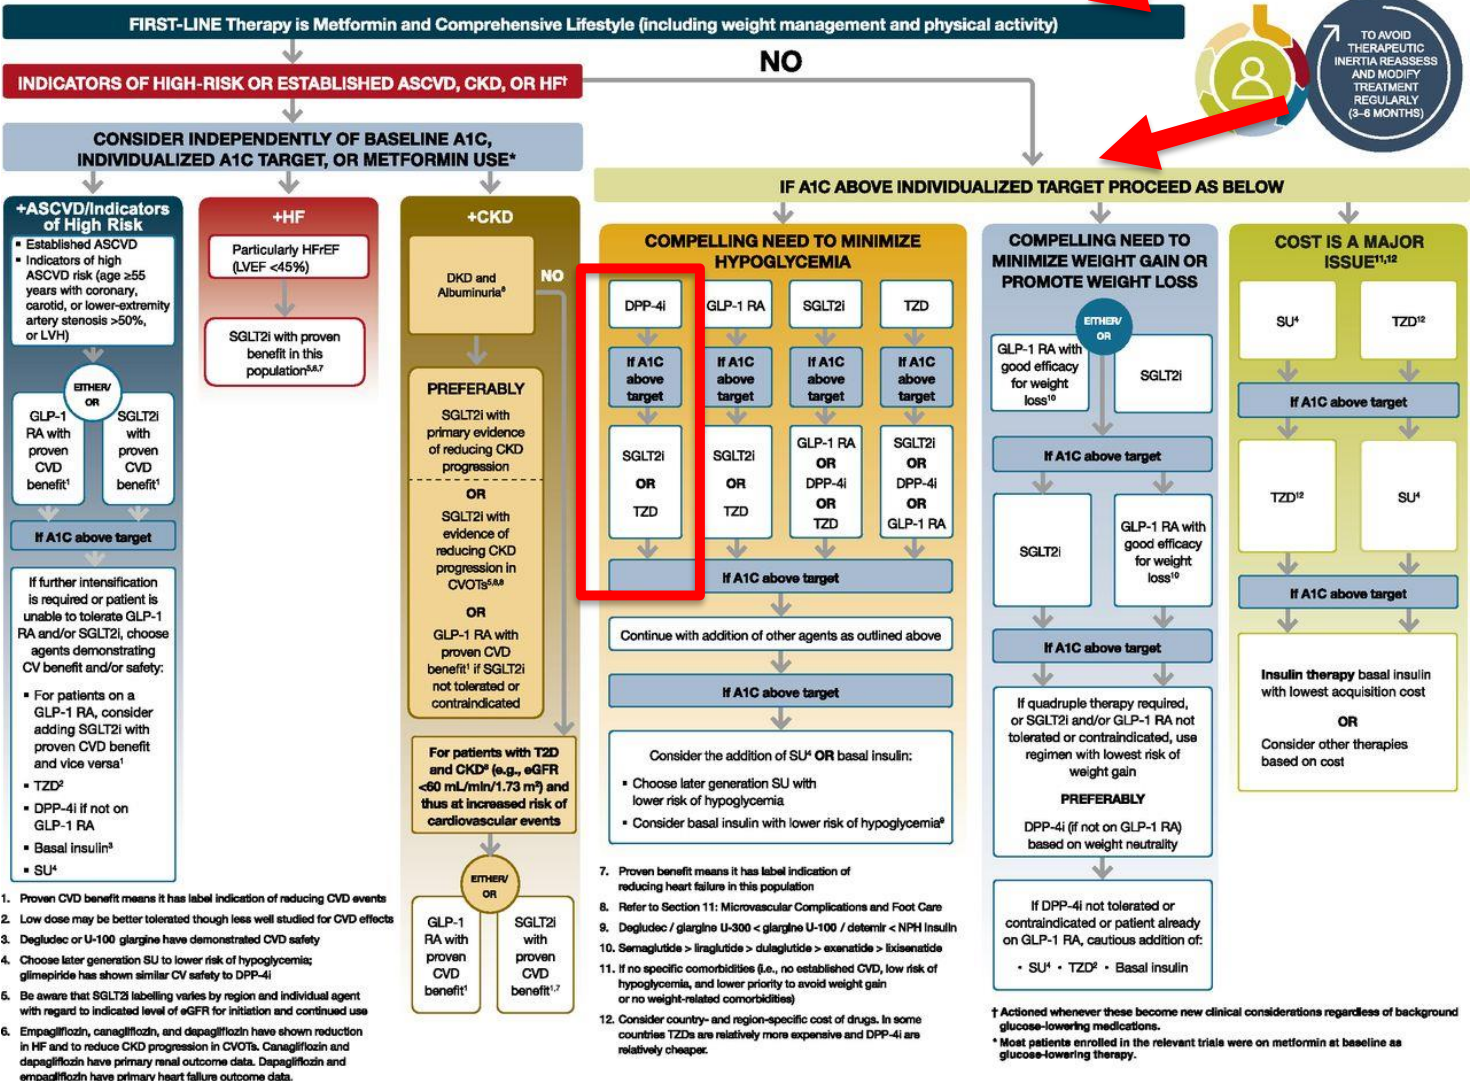 FIRST-LINE Therapy is Metformin and Comprehensive Lifestyle (including weight management and physical activity)
TO AVOID
THERAPEUTIC
INERTIA REASSESS
AND MODIFY
TREATMENT
REGULARLY
(3–6 MONTHS)
NO
INDICATORS OF HIGH-RISK OR ESTABLISHED ASCVD, CKD, OR HF†
CONSIDER INDEPENDENTLY OF BASELINE A1C,
INDIVIDUALIZED A1C TARGET, OR METFORMIN USE*
+ASCVD/Indicators
of High Risk
▪ Established ASCVD
▪ Indicators of high
ASCVD risk (age ≥55
years with coronary,
carotid, or lower-extremity
artery stenosis >50%,
or LVH)
EITHER/
OR
GLP-1
RA with
proven
CVD
benefit¹
SGLT2i
with
proven
CVD
benefit¹
If A1C above target
If further intensification
is required or patient is
unable to tolerate GLP-1
RA and/or SGLT2i, choose
agents demonstrating
CV benefit and/or safety:
▪ For patients on a
GLP-1 RA, consider
adding SGLT2i with
proven CVD benefit
and vice versa¹
▪ TZD²
▪ DPP-4i if not on
GLP-1 RA
▪ Basal insulin³
▪ SU⁴
+HF
Particularly HFrEF
(LVEF <45%)
SGLT2i with proven
benefit in this
population⁵,⁶,⁷
+CKD
DKD and
Albuminuria⁸
NO
PREFERABLY
SGLT2i with
primary evidence
of reducing CKD
progression
OR
SGLT2i with
evidence of
reducing CKD
progression in
CVOTs⁵,⁶,⁸
OR
GLP-1 RA with
proven CVD
benefit¹ if SGLT2i
not tolerated or
contraindicated
For patients with T2D
and CKD⁸ (e.g., eGFR
<60 mL/min/1.73 m²) and
thus at increased risk of
cardiovascular events
EITHER/
OR
GLP-1
RA with
proven
CVD
benefit¹
SGLT2i
with
proven
CVD
benefit¹,⁷
IF A1C ABOVE INDIVIDUALIZED TARGET PROCEED AS BELOW
COMPELLING NEED TO MINIMIZE
HYPOGLYCEMIA
DPP-4i
GLP-1 RA
SGLT2i
TZD
If A1C
above
target
If A1C
above
target
If A1C
above
target
If A1C
above
target
SGLT2i
OR
TZD
SGLT2i
OR
TZD
GLP-1 RA
OR
DPP-4i
OR
TZD
SGLT2i
OR
DPP-4i
OR
GLP-1 RA
If A1C above target
Continue with addition of other agents as outlined above
If A1C above target
Consider the addition of SU⁴ OR basal insulin:
▪ Choose later generation SU with
lower risk of hypoglycemia
▪ Consider basal insulin with lower risk of hypoglycemia⁹
COMPELLING NEED TO
MINIMIZE WEIGHT GAIN OR
PROMOTE WEIGHT LOSS
EITHER/
OR
GLP-1 RA with
good efficacy
for weight
loss¹⁰
SGLT2i
If A1C above target
SGLT2i
GLP-1 RA with
good efficacy
for weight
loss¹⁰
If A1C above target
If quadruple therapy required,
or SGLT2i and/or GLP-1 RA not
tolerated or contraindicated, use
regimen with lowest risk of
weight gain
PREFERABLY
DPP-4i (if not on GLP-1 RA)
based on weight neutrality
If DPP-4i not tolerated or
contraindicated or patient already
on GLP-1 RA, cautious addition of:
• SU⁴ • TZD² • Basal insulin
COST IS A MAJOR
ISSUE¹¹,¹²
SU⁴
TZD¹²
If A1C above target
TZD¹²
SU⁴
If A1C above target
Insulin therapy basal insulin
with lowest acquisition cost
OR
Consider other therapies
based on cost
1. Proven CVD benefit means it has label indication of reducing CVD events
2. Low dose may be better tolerated though less well studied for CVD effects
3. Degludec or U-100 glargine have demonstrated CVD safety
4. Choose later generation SU to lower risk of hypoglycemia;
glimepiride has shown similar CV safety to DPP-4i
5. Be aware that SGLT2i labelling varies by region and individual agent
with regard to indicated level of eGFR for initiation and continued use
6. Empagliflozin, canagliflozin, and dapagliflozin have shown reduction
in HF and to reduce CKD progression in CVOTs. Canagliflozin and
dapagliflozin have primary renal outcome data. Dapagliflozin and
empagliflozin have primary heart failure outcome data.
7. Proven benefit means it has label indication of
reducing heart failure in this population
8. Refer to Section 11: Microvascular Complications and Foot Care
9. Degludec / glargine U-300 < glargine U-100 / detemir < NPH insulin
10. Semaglutide > liraglutide > dulaglutide > exenatide > lixisenatide
11. If no specific comorbidities (i.e., no established CVD, low risk of
hypoglycemia, and lower priority to avoid weight gain
or no weight-related comorbidities)
12. Consider country- and region-specific cost of drugs. In some
countries TZDs are relatively more expensive and DPP-4i are
relatively cheaper.
† Actioned whenever these become new clinical considerations regardless of background
glucose-lowering medications.
* Most patients enrolled in the relevant trials were on metformin at baseline as
glucose-lowering therapy.